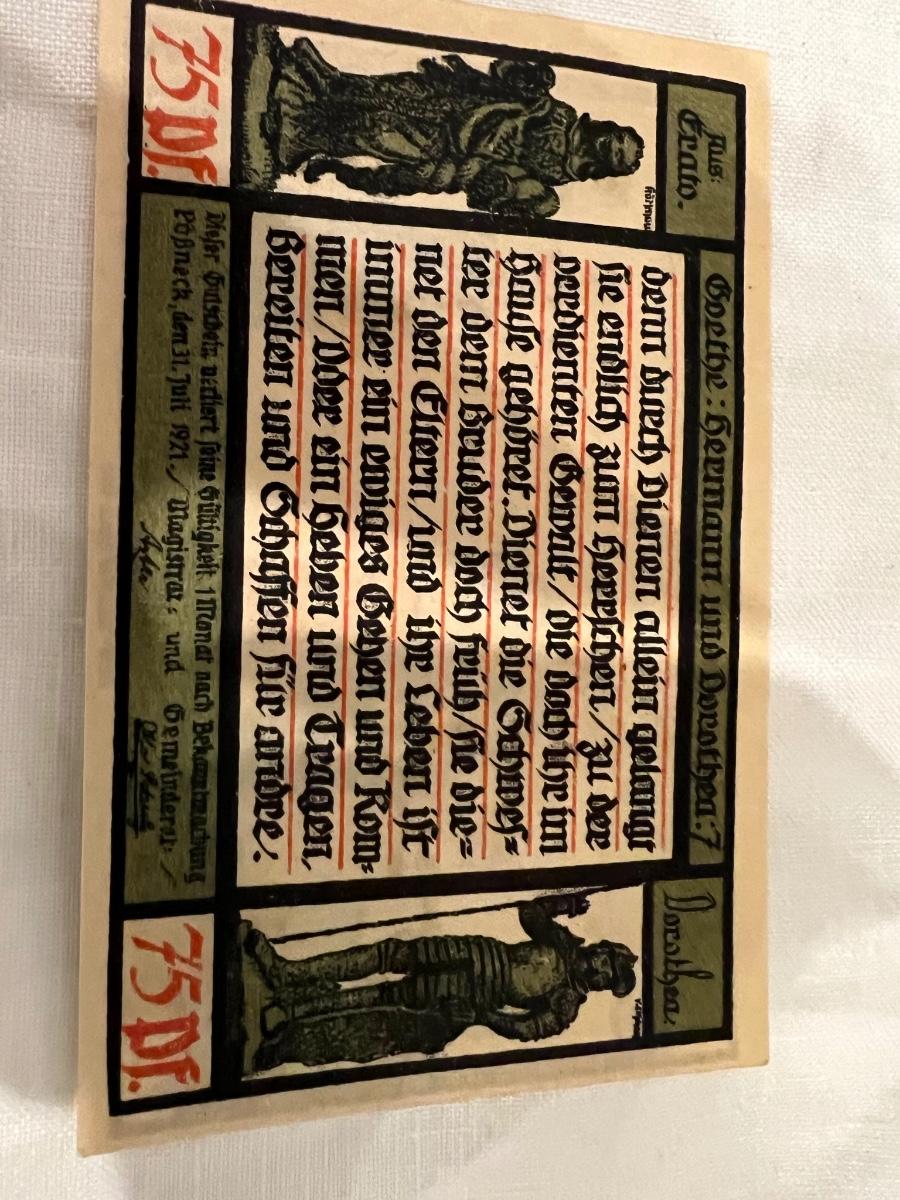 75 Pf.
Aus:
Erato.
Goethe: Hermann und Dorothea 7
Dorothea:
denn durch Dienen allein gelingt
sie endlich zum Herrschen/zu der
verdienten Gewalt/die doch ihr im
Hause gehöret. Dienet die Schwes=
ter dem Bruder doch früh/sie die=
net den Eltern/und ihr Leben ist
immer ein ewiges Gehen und Kom=
men/Oder ein Heben und Tragen,
Bereiten und Schaffen für andre:
Dieser Gutschein verliert seine Gültigkeit 1 Monat nach Bekanntmachung
Pößneck, den 31. Juli 1921./Magistrat= und Gemeinderat:/
75 Pf.